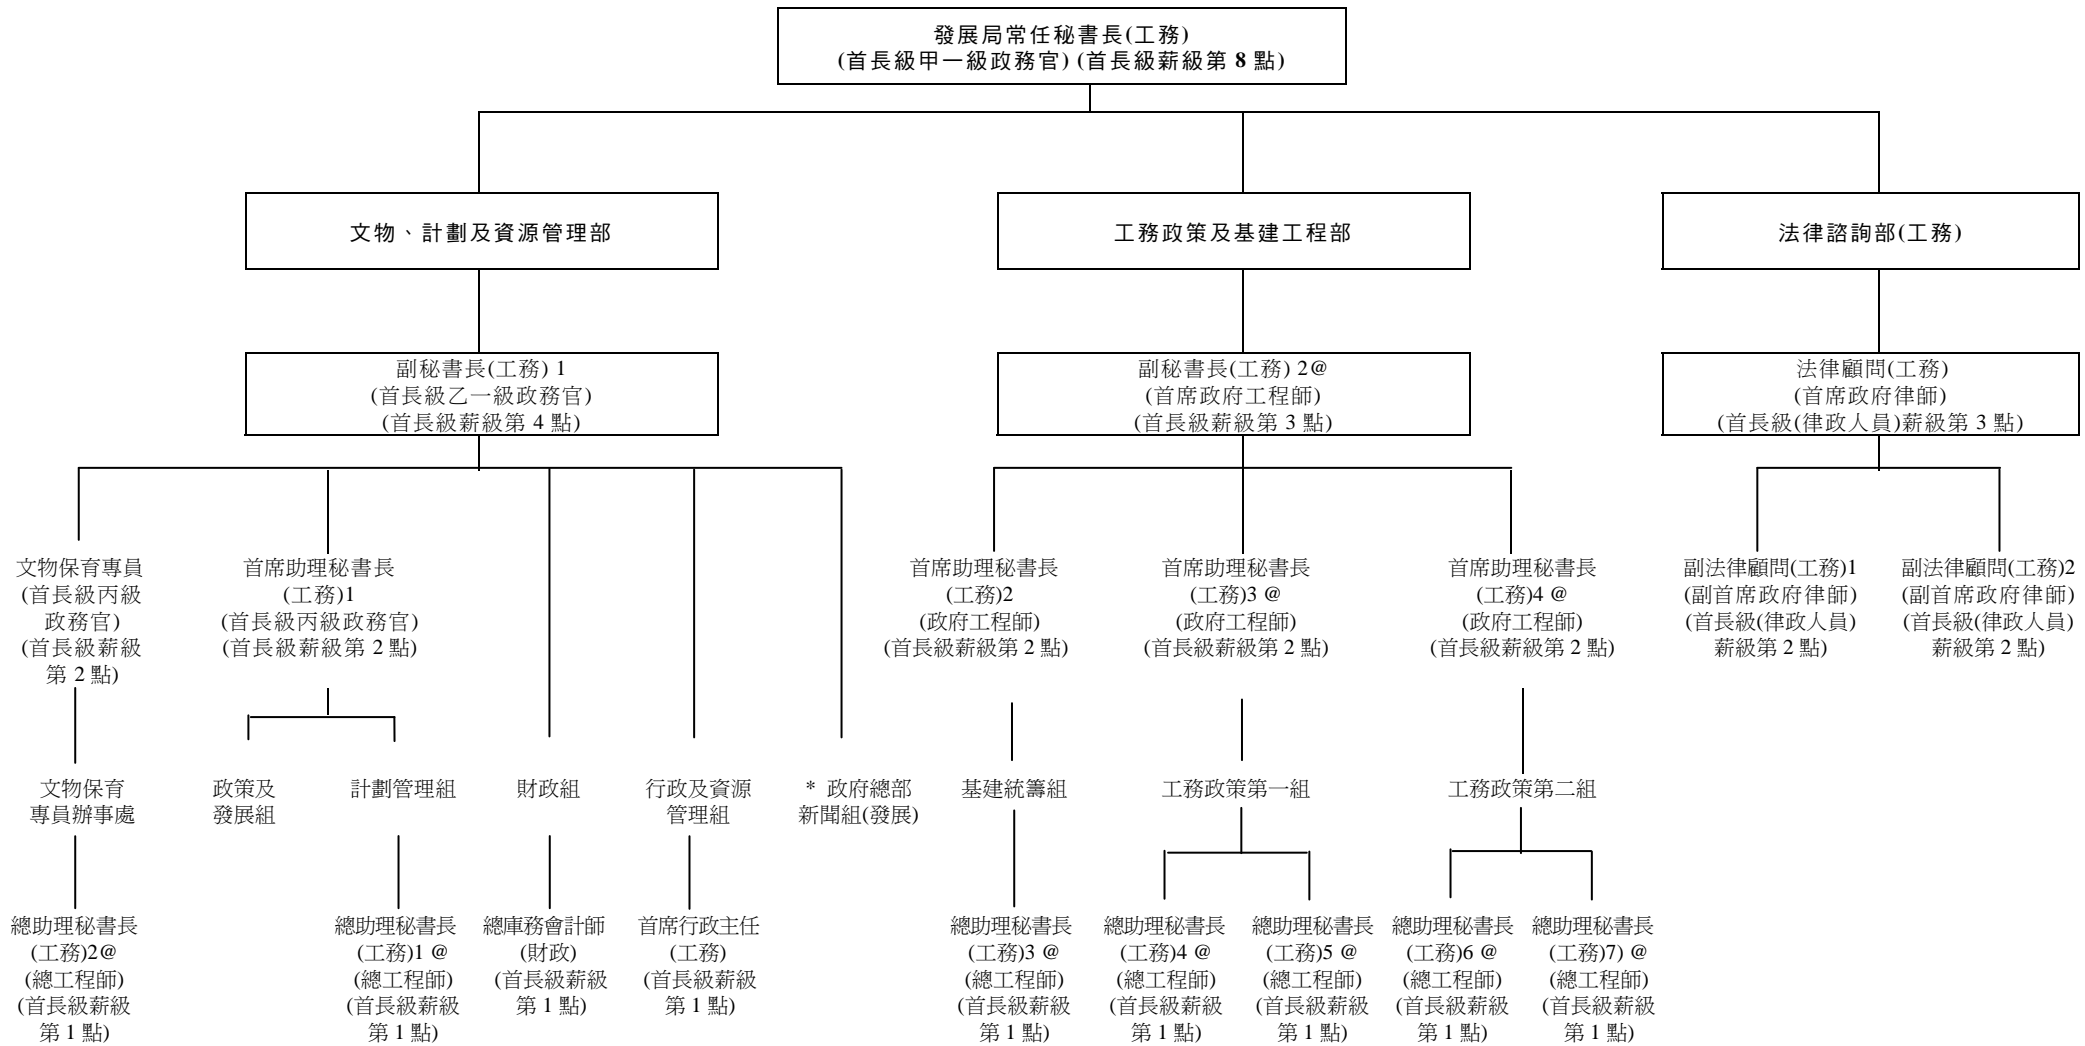 發展局常任秘書長(工務)
(首長級甲一級政務官) (首長級薪級第 8 點)
文物、計劃及資源管理部
工務政策及基建工程部
法律諮詢部(工務)
副秘書長(工務) 1
(首長級乙一級政務官)
(首長級薪級第 4 點)
副秘書長(工務) 2@
(首席政府工程師)
(首長級薪級第 3 點)
法律顧問(工務)
(首席政府律師)
(首長級(律政人員)薪級第 3 點)
文物保育專員
(首長級丙級
政務官)
(首長級薪級
第 2 點)
首席助理秘書長
(工務)1
(首長級丙級政務官)
(首長級薪級第 2 點)
首席助理秘書長
(工務)2
(政府工程師)
(首長級薪級第 2 點)
首席助理秘書長
(工務)3 @
(政府工程師)
(首長級薪級第 2 點)
首席助理秘書長
(工務)4 @
(政府工程師)
(首長級薪級第 2 點)
副法律顧問(工務)1
(副首席政府律師)
(首長級(律政人員)
薪級第 2 點)
副法律顧問(工務)2
(副首席政府律師)
(首長級(律政人員)
薪級第 2 點)
文物保育
專員辦事處
政策及
發展組
計劃管理組
財政組
行政及資源
管理組
* 政府總部
新聞組(發展)
基建統籌組
工務政策第一組
工務政策第二組
總助理秘書長
(工務)2@
(總工程師)
(首長級薪級
第 1 點)
總助理秘書長
(工務)1 @
(總工程師)
(首長級薪級
第 1 點)
總庫務會計師
(財政)
(首長級薪級
第 1 點)
首席行政主任
(工務)
(首長級薪級
第 1 點)
總助理秘書長
(工務)3 @
(總工程師)
(首長級薪級
第 1 點)
總助理秘書長
(工務)4 @
(總工程師)
(首長級薪級
第 1 點)
總助理秘書長
(工務)5 @
(總工程師)
(首長級薪級
第 1 點)
總助理秘書長
(工務)6 @
(總工程師)
(首長級薪級
第 1 點)
總助理秘書長
(工務)7) @
(總工程師)
(首長級薪級
第 1 點)